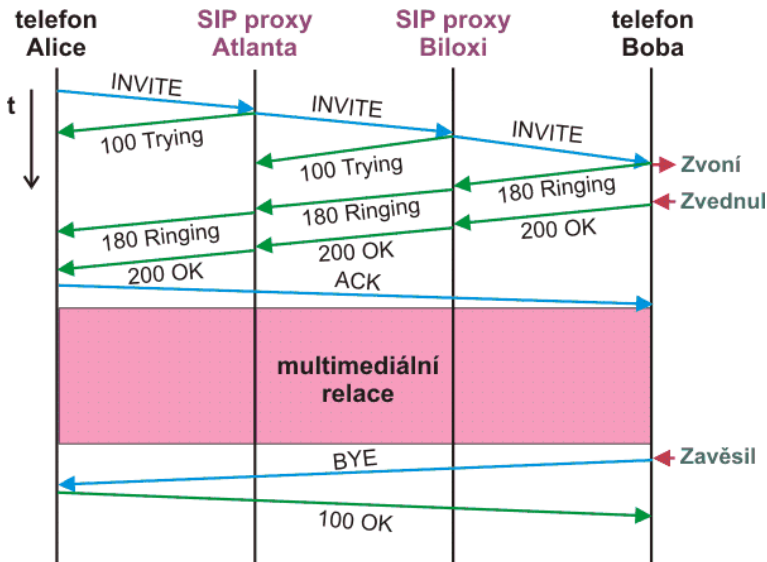 telefon
Alice
SIP proxy
Atlanta
SIP proxy
Biloxi
telefon
Boba
t
INVITE
INVITE
INVITE
100 Trying
100 Trying
Zvoní
180 Ringing
180 Ringing
180 Ringing
Zvednul
200 OK
200 OK
200 OK
ACK
multimediální
relace
BYE
Zavěsil
100 OK